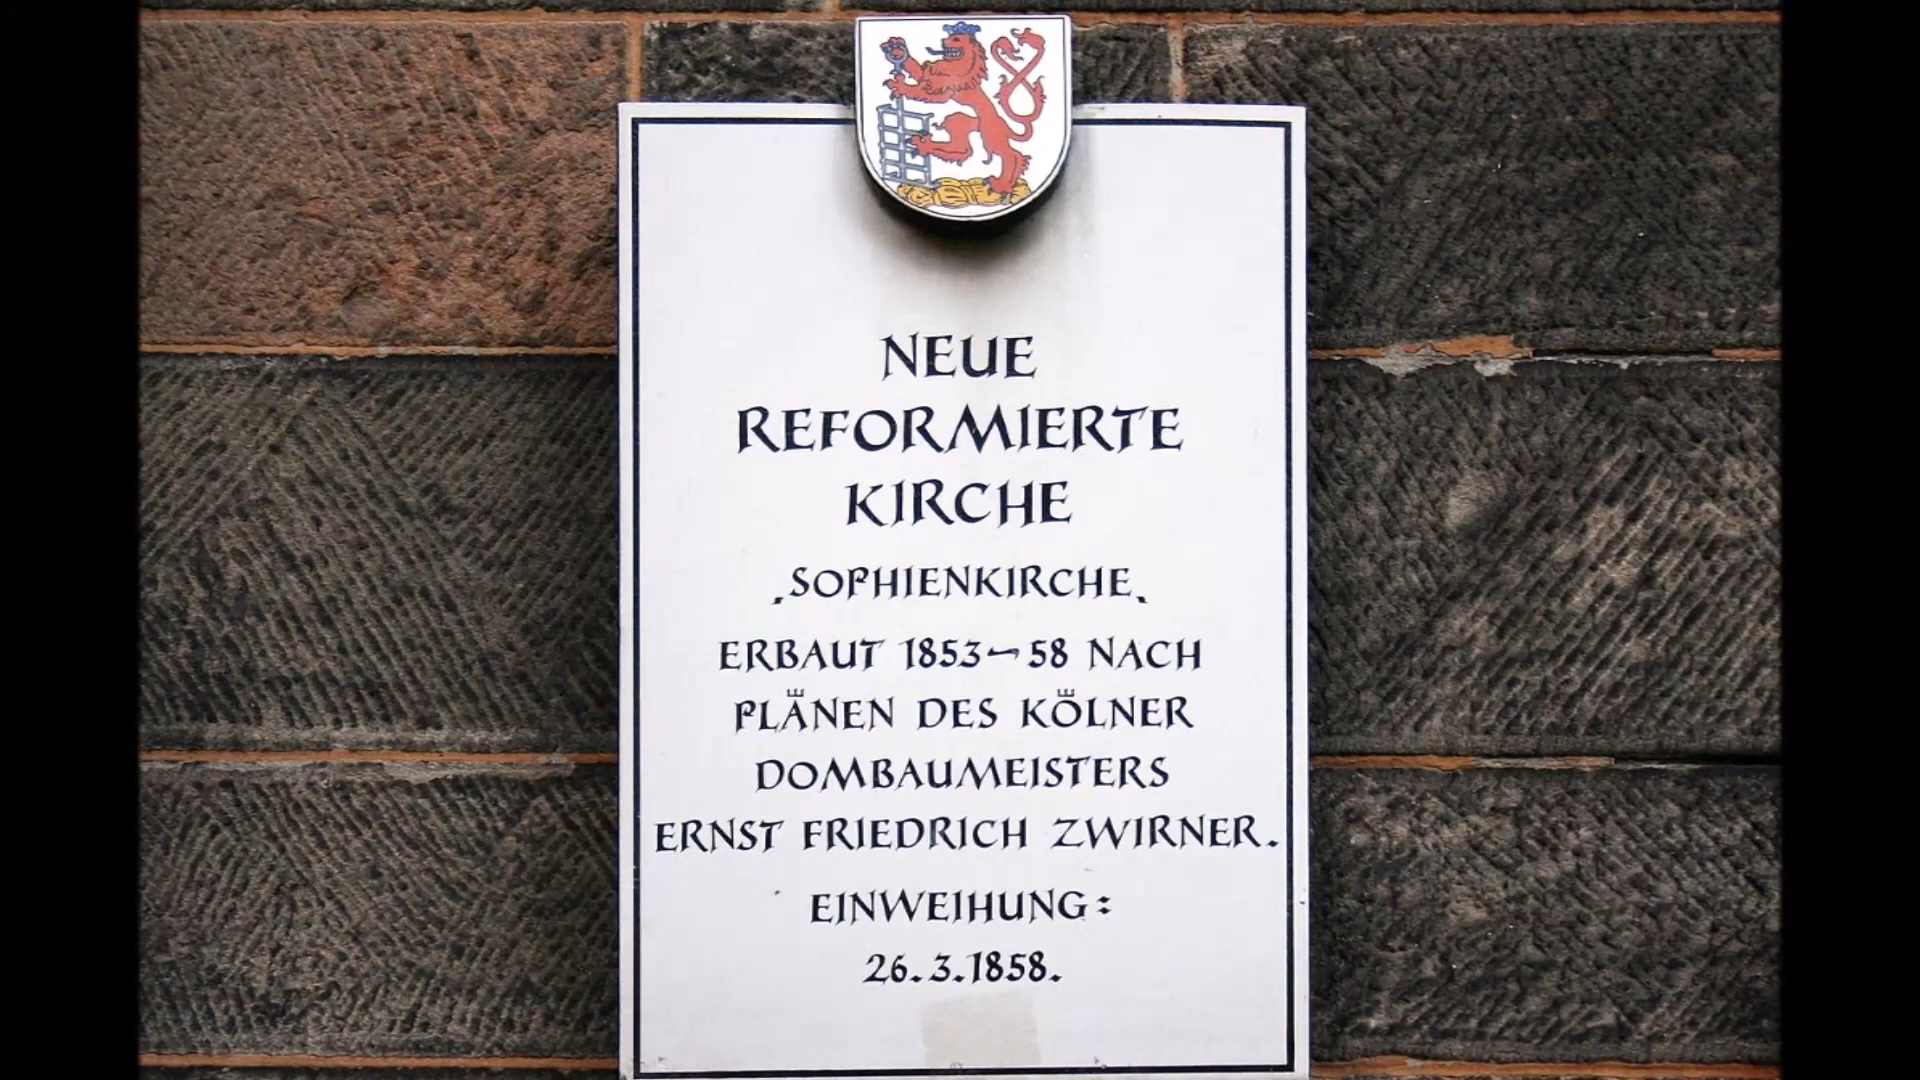 NEUE
REFORMIERTE
KIRCHE
„SOPHIENKIRCHE„
ERBAUT 1853–58 NACH
PLÄNEN DES KÖLNER
DOMBAUMEISTERS
ERNST FRIEDRICH ZWIRNER.
EINWEIHUNG:
26.3.1858.